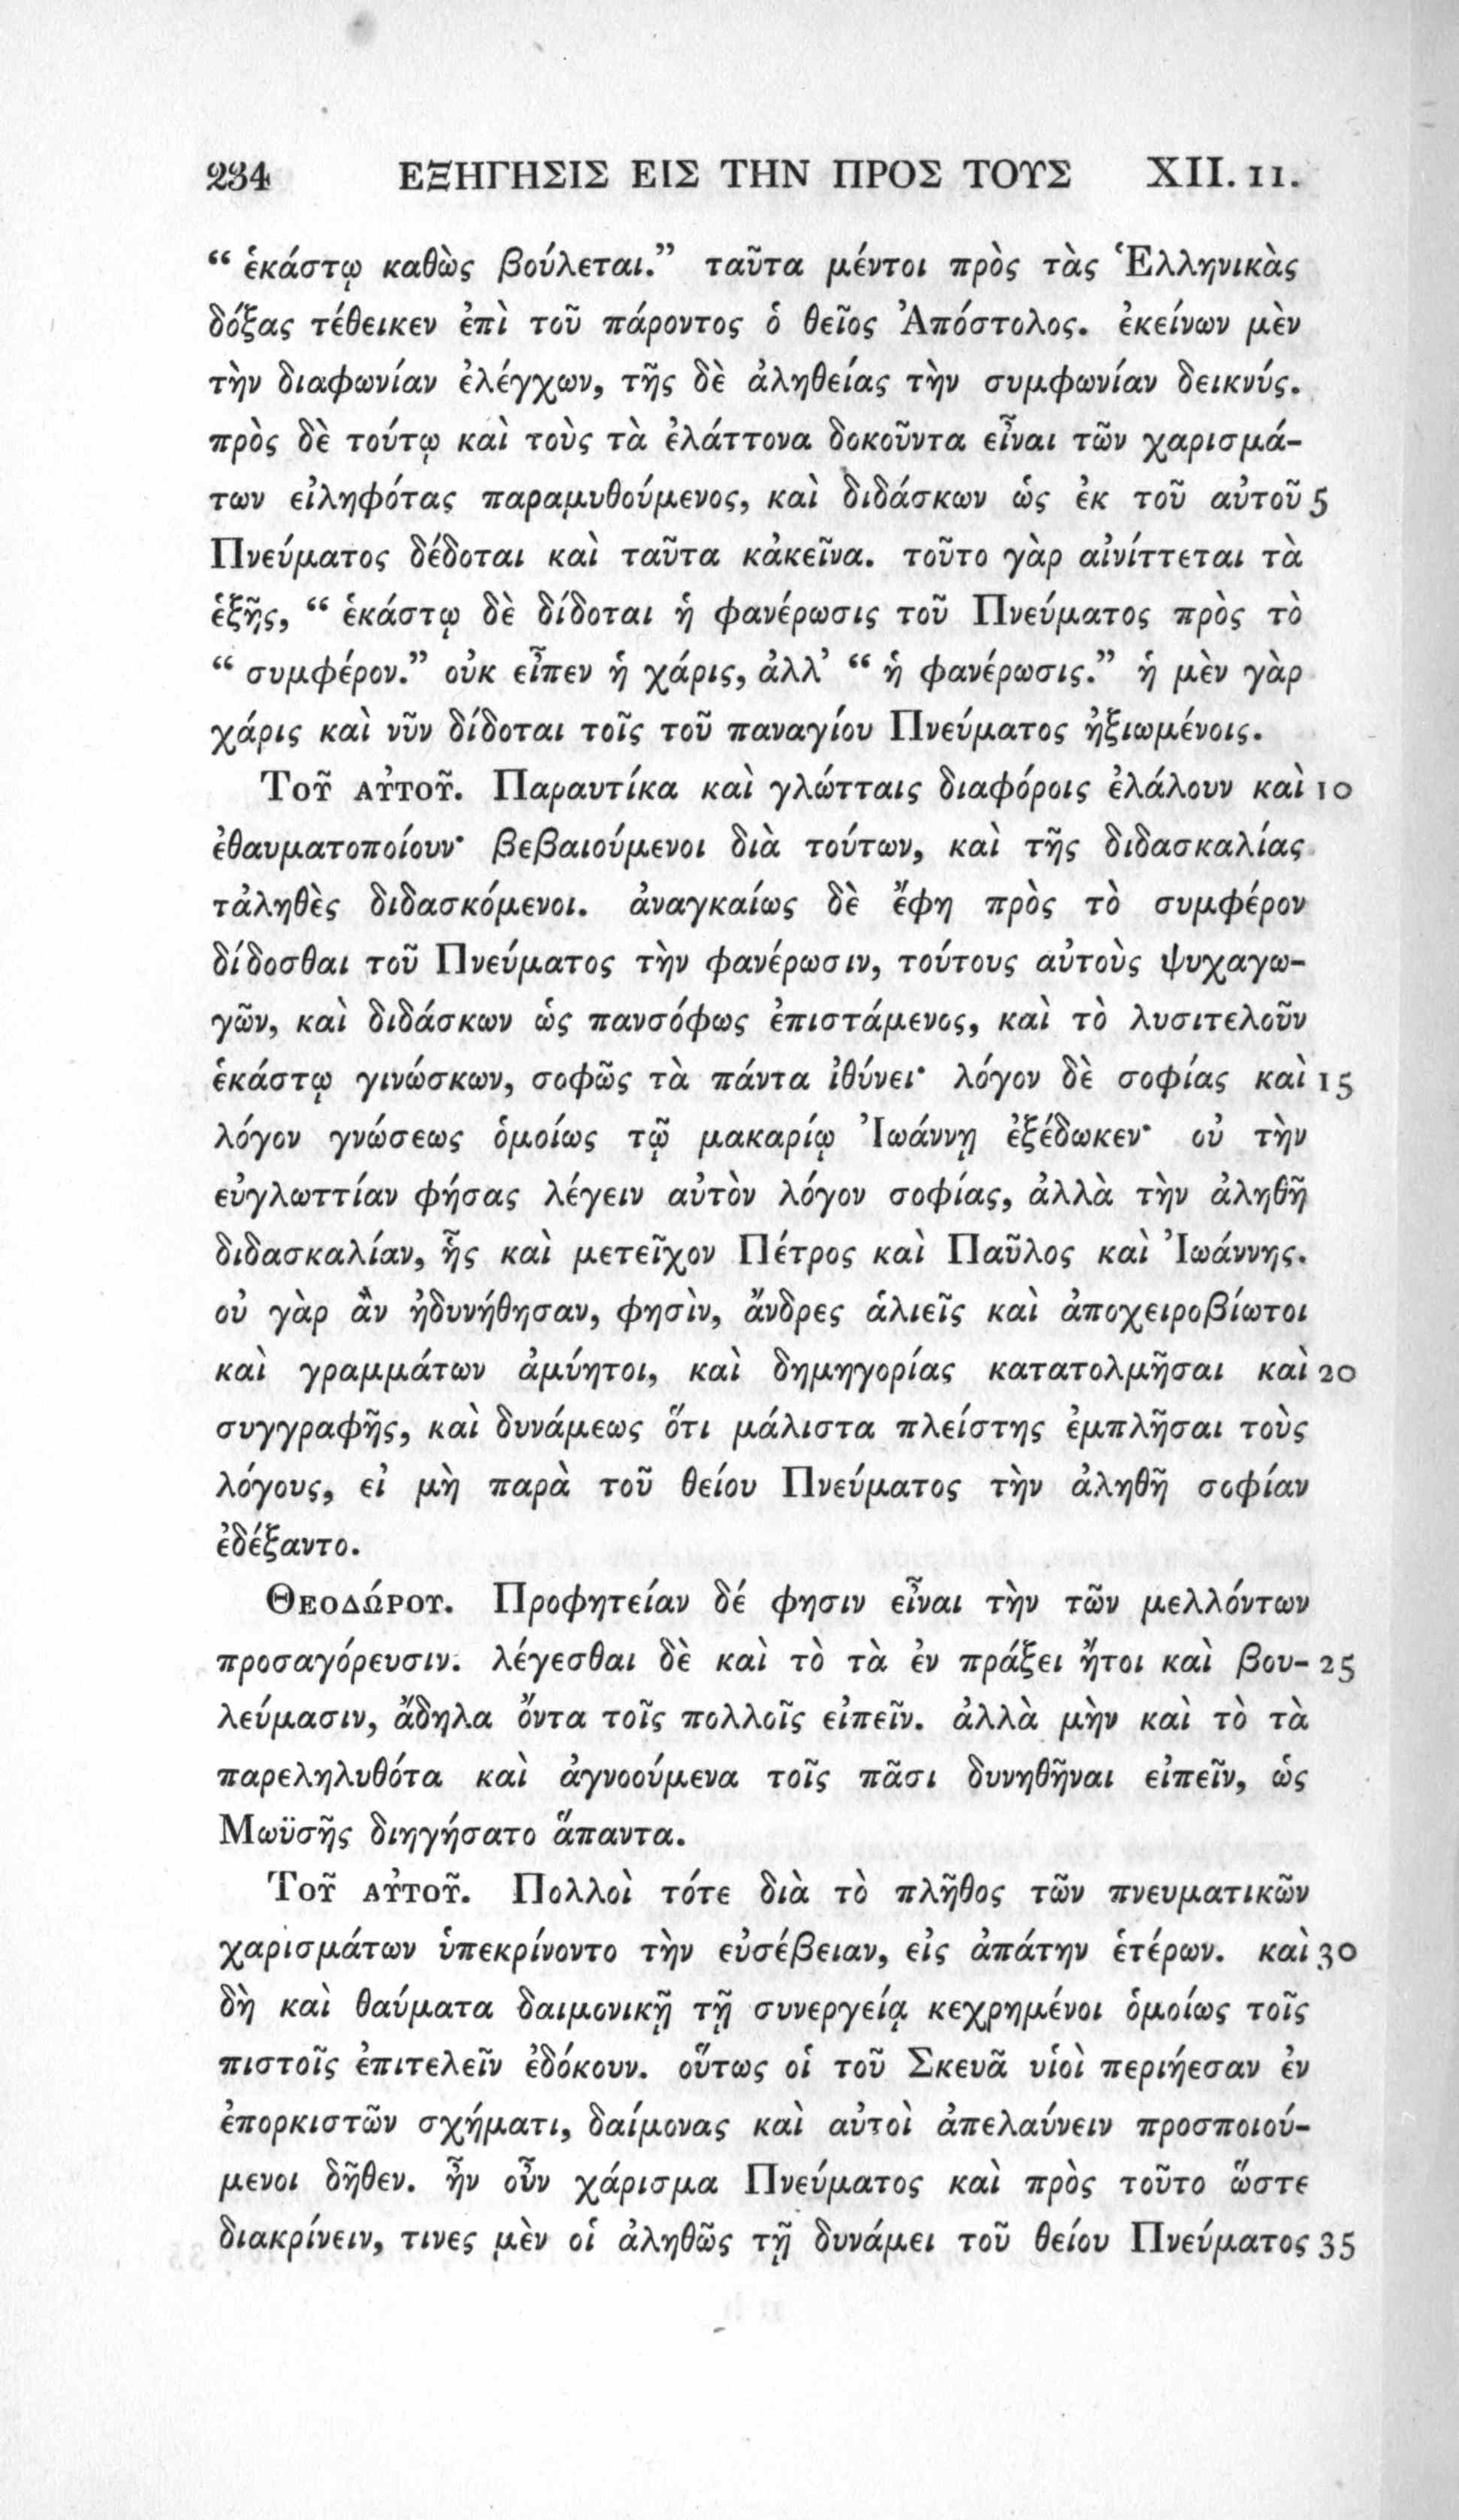 234 ΕΞΗΓΗΣΙΣ ΕΙΣ ΤΗΝ ΠΡΟΣ ΤΟΥΣ XII. 11.
“ ἑκάστῳ καθὼς βούλεται.” ταῦτα μέντοι πρὸς τὰς Ἑλληνικὰς
δόξας τέθεικεν ἐπὶ τοῦ πάροντος ὁ θεῖος Ἀπόστολος. ἐκείνων μὲν
τὴν διαφωνίαν ἐλέγχων, τῆς δὲ ἀληθείας τὴν συμφωνίαν δεικνύς.
πρὸς δὲ τούτῳ καὶ τοὺς τὰ ἐλάττονα δοκοῦντα εἶναι τῶν χαρισμά-
των εἰληφότας παραμυθούμενος, καὶ διδάσκων ὡς ἐκ τοῦ αὐτοῦ 5
Πνεύματος δέδοται καὶ ταῦτα κἀκεῖνα. τοῦτο γὰρ αἰνίττεται τὰ
ἑξῆς, “ ἑκάστῳ δὲ δίδοται ἡ φανέρωσις τοῦ Πνεύματος πρὸς τὸ
“ συμφέρον.” οὐκ εἶπεν ἡ χάρις, ἀλλ’ “ ἡ φανέρωσις.” ἡ μὲν γὰρ
χάρις καὶ νῦν δίδοται τοῖς τοῦ παναγίου Πνεύματος ἠξιωμένοις.
Τοῦ αὐτοῦ. Παραυτίκα καὶ γλώτταις διαφόροις ἐλάλουν καὶ 10
ἐθαυματοποίουν· βεβαιούμενοι διὰ τούτων, καὶ τῆς διδασκαλίας
τἀληθὲς διδασκόμενοι. ἀναγκαίως δὲ ἔφη πρὸς τὸ συμφέρον
δίδοσθαι τοῦ Πνεύματος τὴν φανέρωσιν, τούτους αὐτοὺς ψυχαγω-
γῶν, καὶ διδάσκων ὡς πανσόφως ἐπιστάμενος, καὶ τὸ λυσιτελοῦν
ἑκάστῳ γινώσκων, σοφῶς τὰ πάντα ἰθύνει· λόγον δὲ σοφίας καὶ 15
λόγον γνώσεως ὁμοίως τῷ μακαρίῳ Ἰωάννῃ ἐξέδωκεν· οὐ τὴν
εὐγλωττίαν φήσας λέγειν αὐτὸν λόγον σοφίας, ἀλλὰ τὴν ἀληθῆ
διδασκαλίαν, ἧς καὶ μετεῖχον Πέτρος καὶ Παῦλος καὶ Ἰωάννης.
οὐ γὰρ ἂν ἠδυνήθησαν, φησὶν, ἄνδρες ἁλιεῖς καὶ ἀποχειροβίωτοι
καὶ γραμμάτων ἀμύητοι, καὶ δημηγορίας κατατολμῆσαι καὶ 20
συγγραφῆς, καὶ δυνάμεως ὅτι μάλιστα πλείστης ἐμπλῆσαι τοὺς
λόγους, εἰ μὴ παρὰ τοῦ θείου Πνεύματος τὴν ἀληθῆ σοφίαν
ἐδέξαντο.
Θεοδώρου. Προφητείαν δέ φησιν εἶναι τὴν τῶν μελλόντων
προσαγόρευσιν. λέγεσθαι δὲ καὶ τὸ τὰ ἐν πράξει ἤτοι καὶ βου- 25
λεύμασιν, ἄδηλα ὄντα τοῖς πολλοῖς εἰπεῖν. ἀλλὰ μὴν καὶ τὸ τὰ
παρεληλυθότα καὶ ἀγνοούμενα τοῖς πᾶσι δυνηθῆναι εἰπεῖν, ὡς
Μωϋσῆς διηγήσατο ἅπαντα.
Τοῦ αὐτοῦ. Πολλοὶ τότε διὰ τὸ πλῆθος τῶν πνευματικῶν
χαρισμάτων ὑπεκρίνοντο τὴν εὐσέβειαν, εἰς ἀπάτην ἑτέρων. καὶ 30
δὴ καὶ θαύματα δαιμονικῇ τῇ συνεργείᾳ κεχρημένοι ὁμοίως τοῖς
πιστοῖς ἐπιτελεῖν ἐδόκουν. οὕτως οἱ τοῦ Σκευᾶ υἱοὶ περιῄεσαν ἐν
ἐπορκιστῶν σχήματι, δαίμονας καὶ αὐτοὶ ἀπελαύνειν προσποιού-
μενοι δῆθεν. ἦν οὖν χάρισμα Πνεύματος καὶ πρὸς τοῦτο ὥστε
διακρίνειν, τινες μὲν οἱ ἀληθῶς τῇ δυνάμει τοῦ θείου Πνεύματος 35